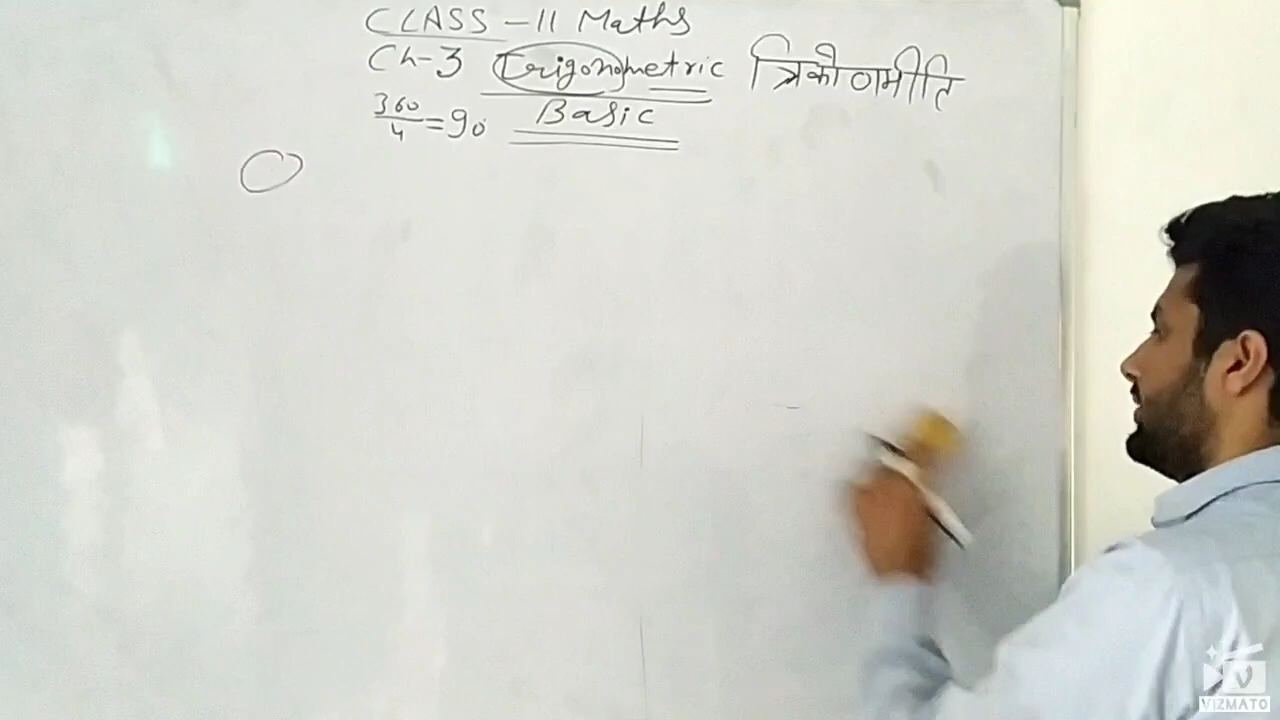 CLASS - 11 Maths
Ch-3 Trigonometric त्रिकोणमीति
360/4 = 90 Basic
VIZMATO